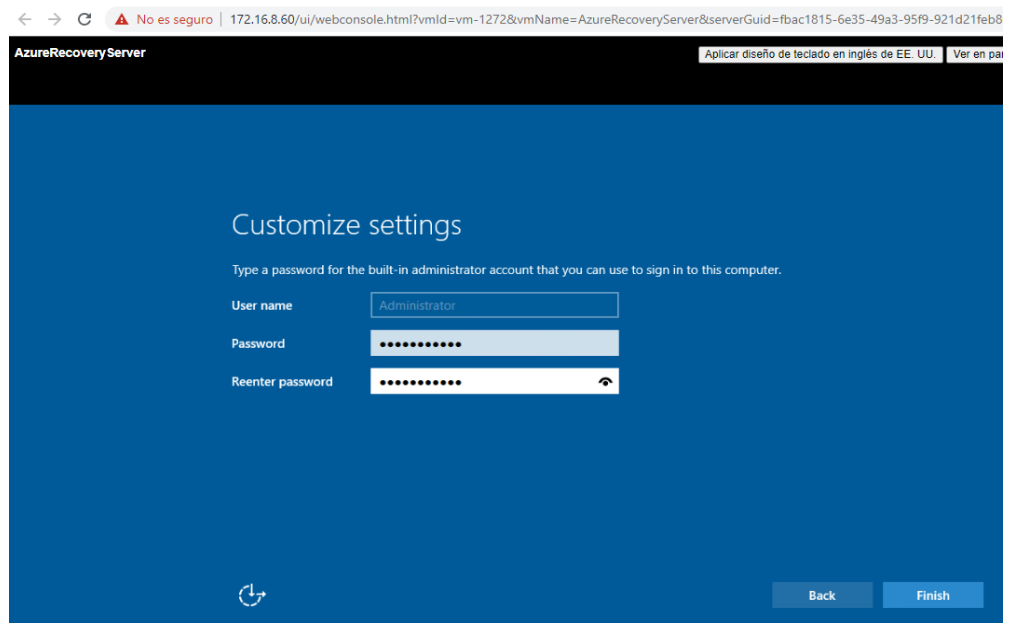 No es seguro | 172.16.8.60/ui/webconsole.html?vmId=vm-1272&vmName=AzureRecoveryServer&serverGuid=fbac1815-6e35-49a3-95f9-921d21feb8
AzureRecoveryServer
Aplicar diseño de teclado en inglés de EE. UU. Ver en pa
Customize settings
Type a password for the built-in administrator account that you can use to sign in to this computer.
User name Administrator
Password ●●●●●●●●●●●
Reenter password ●●●●●●●●●●●
Back Finish